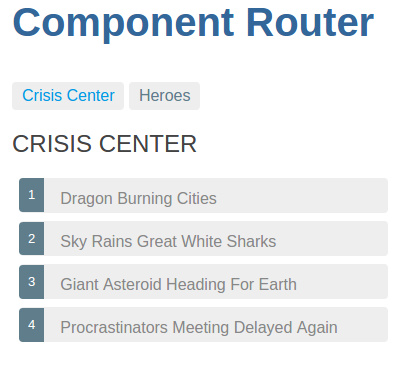 Component Router
Crisis Center Heroes
CRISIS CENTER
1 Dragon Burning Cities
2 Sky Rains Great White Sharks
3 Giant Asteroid Heading For Earth
4 Procrastinators Meeting Delayed Again